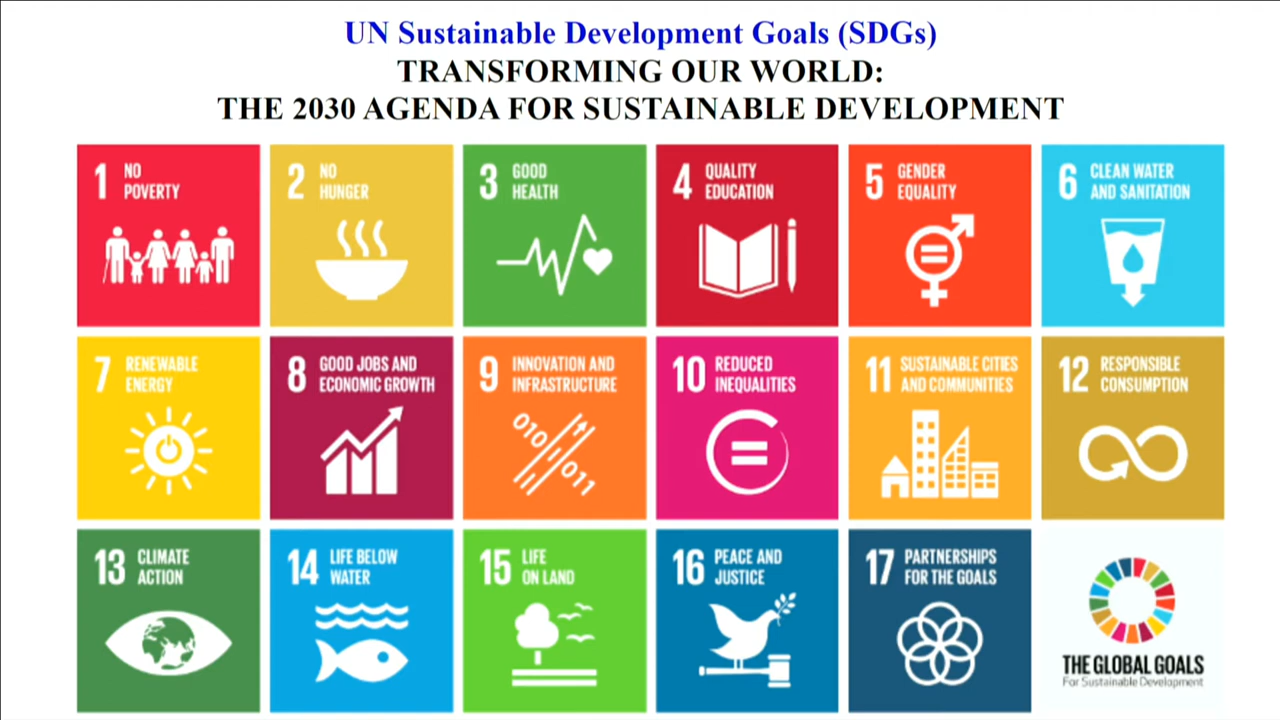 UN Sustainable Development Goals (SDGs)
TRANSFORMING OUR WORLD:
THE 2030 AGENDA FOR SUSTAINABLE DEVELOPMENT
1 NO
POVERTY
2 NO
HUNGER
3 GOOD
HEALTH
4 QUALITY
EDUCATION
5 GENDER
EQUALITY
6 CLEAN WATER
AND SANITATION
7 RENEWABLE
ENERGY
8 GOOD JOBS AND
ECONOMIC GROWTH
9 INNOVATION AND
INFRASTRUCTURE
010
011
10 REDUCED
INEQUALITIES
11 SUSTAINABLE CITIES
AND COMMUNITIES
12 RESPONSIBLE
CONSUMPTION
13 CLIMATE
ACTION
14 LIFE BELOW
WATER
15 LIFE
ON LAND
16 PEACE AND
JUSTICE
17 PARTNERSHIPS
FOR THE GOALS
THE GLOBAL GOALS
For Sustainable Development